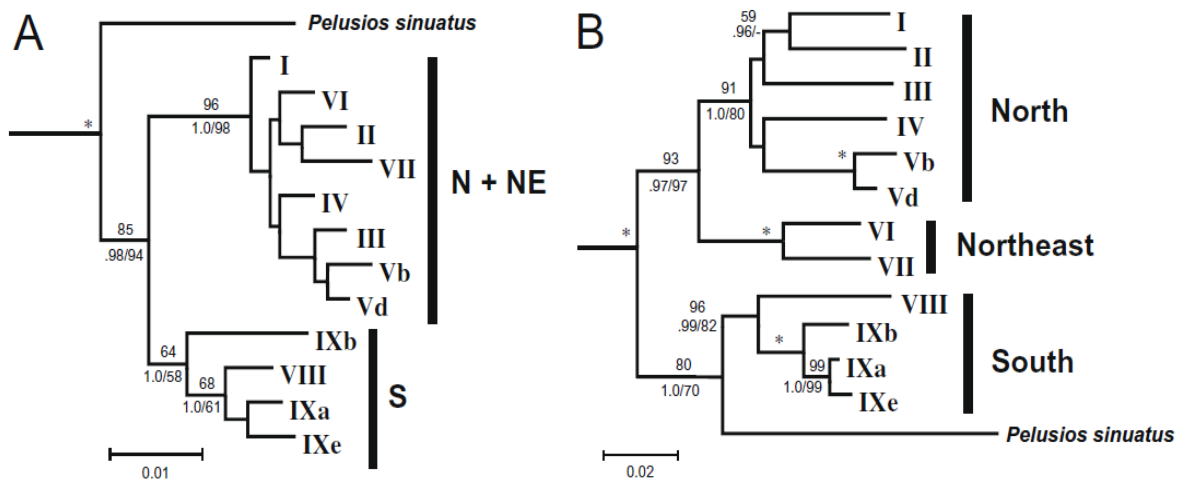 A
Pelusios sinuatus
I
VI
II
VII
IV
III
Vb
Vd
N + NE
IXb
VIII
IXa
IXe
S
*
96
1.0/98
85
.98/94
64
1.0/58
68
1.0/61
0.01
B
I
II
III
IV
Vb
Vd
North
VI
VII
Northeast
VIII
IXb
IXa
IXe
South
Pelusios sinuatus
59
.96/-
91
1.0/80
*
93
.97/97
*
*
96
.99/82
*
99
1.0/99
80
1.0/70
0.02